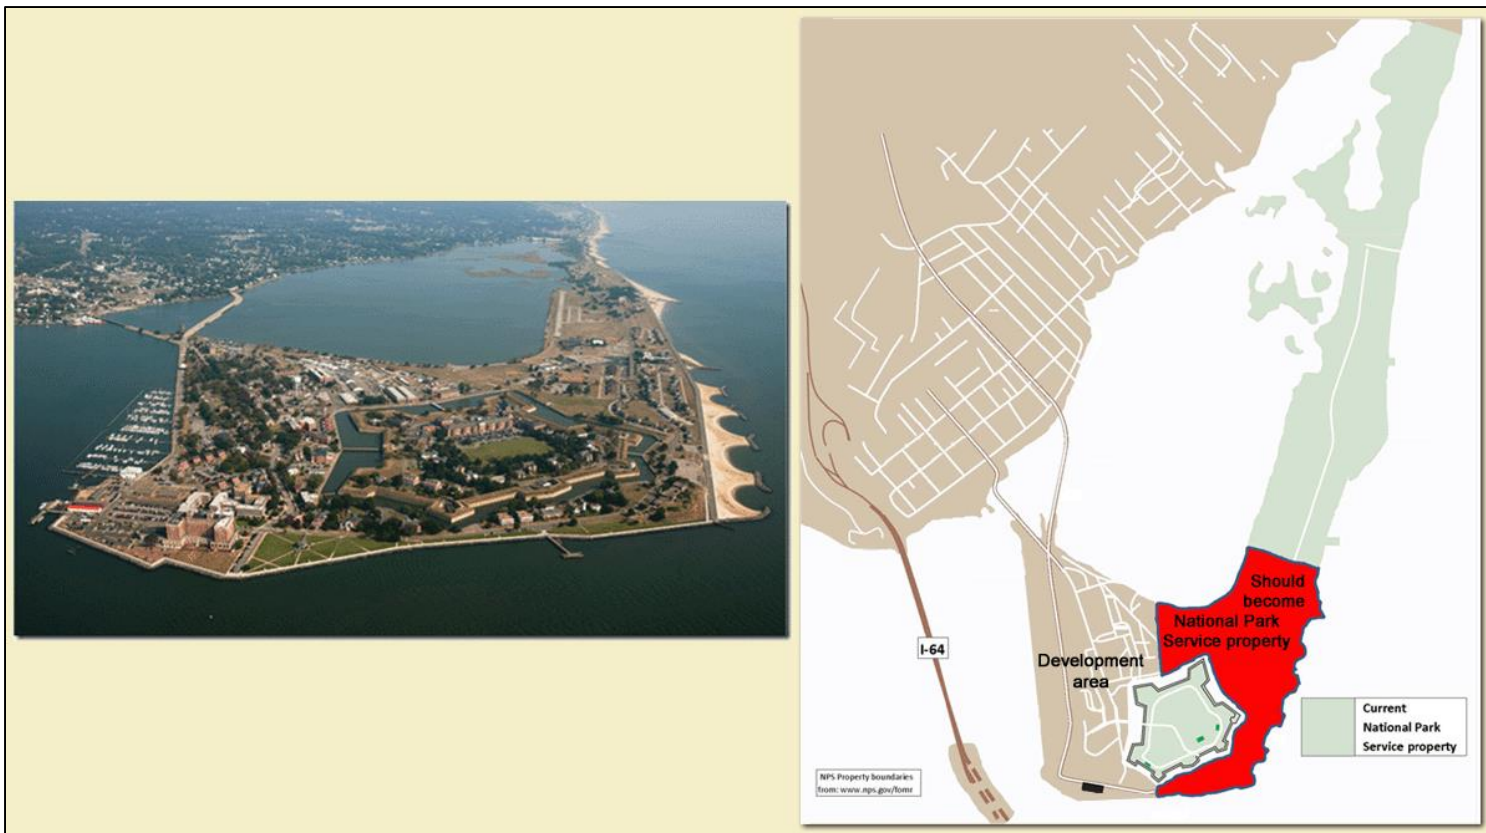 Should
become
National Park
Service property
I-64
Development
area
Current
National Park
Service property
NPS Property boundaries
from: www.nps.gov/fomr